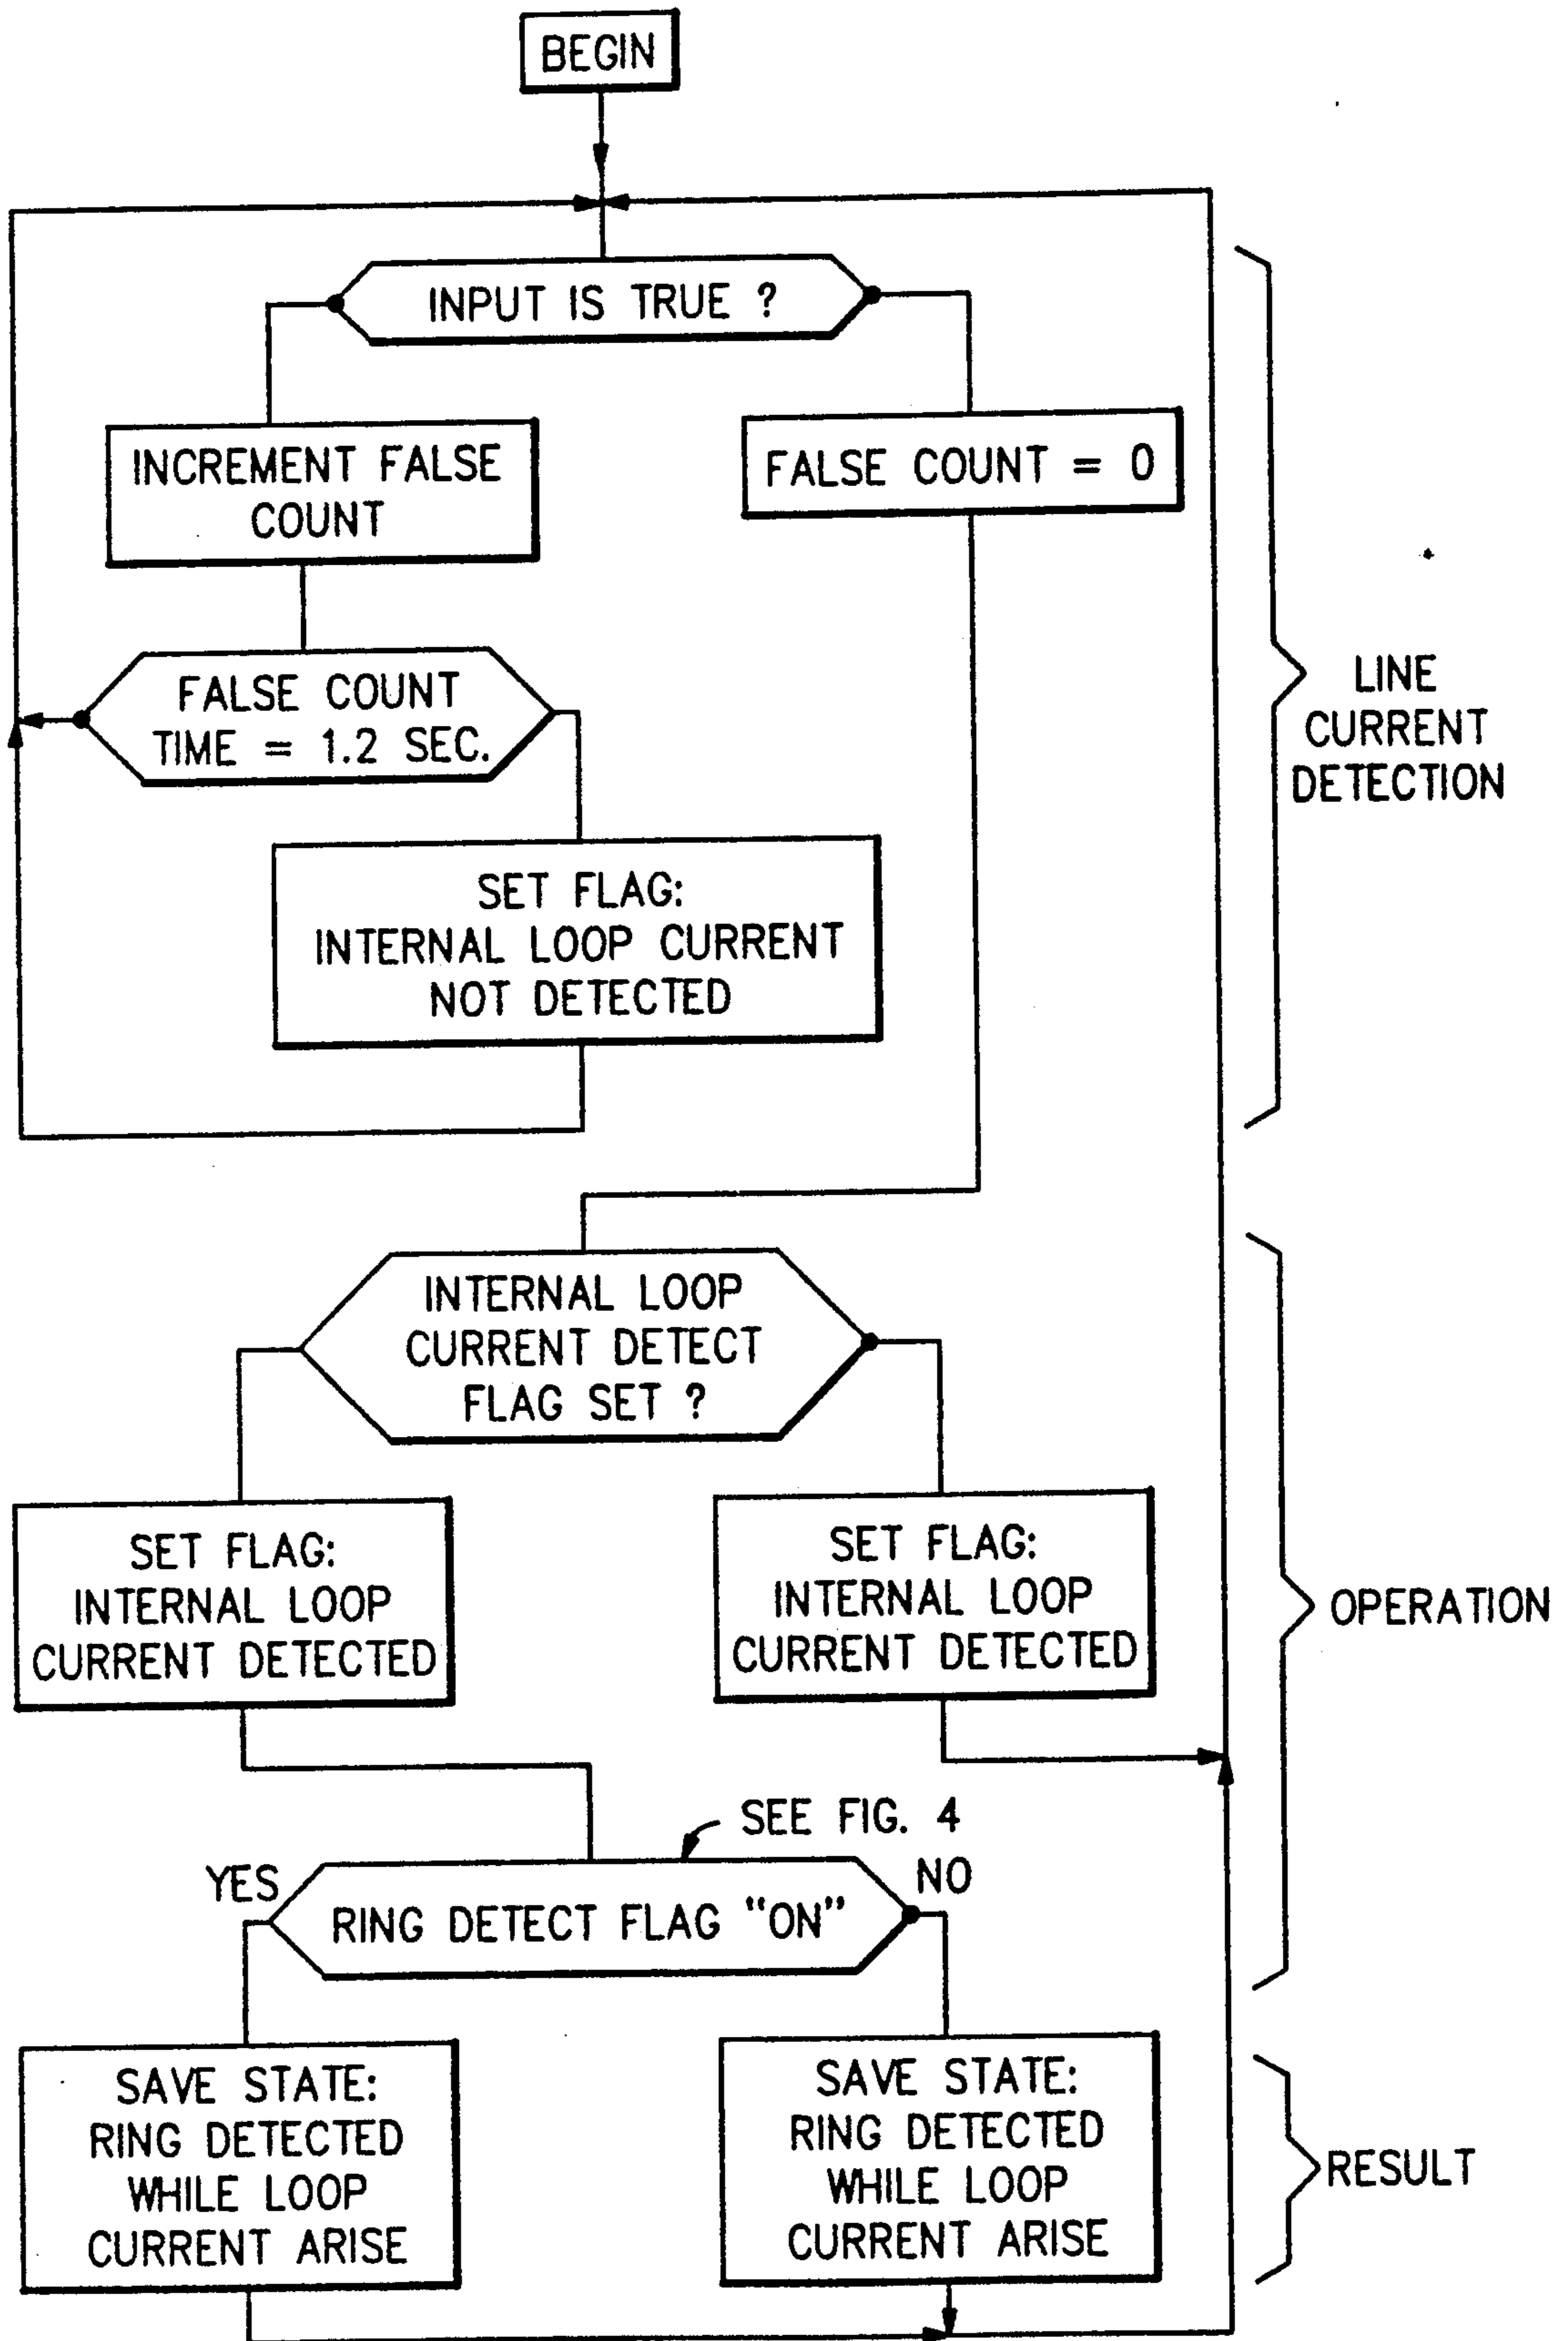 BEGIN
INPUT IS TRUE ?
INCREMENT FALSE
COUNT
FALSE COUNT = 0
FALSE COUNT
TIME = 1.2 SEC.
LINE
CURRENT
DETECTION
SET FLAG:
INTERNAL LOOP CURRENT
NOT DETECTED
INTERNAL LOOP
CURRENT DETECT
FLAG SET ?
SET FLAG:
INTERNAL LOOP
CURRENT DETECTED
SET FLAG:
INTERNAL LOOP
CURRENT DETECTED
OPERATION
SEE FIG. 4
YES
NO
RING DETECT FLAG "ON"
SAVE STATE:
RING DETECTED
WHILE LOOP
CURRENT ARISE
SAVE STATE:
RING DETECTED
WHILE LOOP
CURRENT ARISE
RESULT